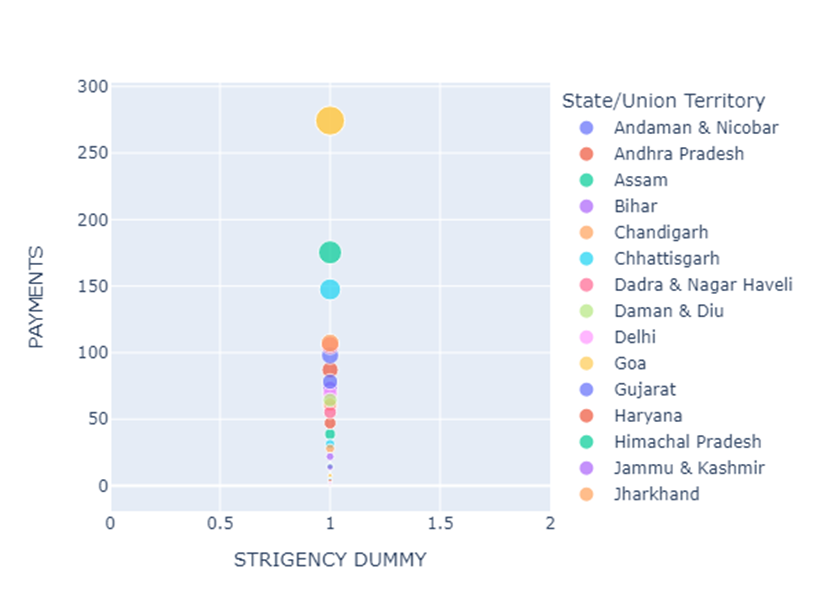 300
250
200
150
100
50
0
PAYMENTS
0 0.5 1 1.5 2
STRIGENCY DUMMY
State/Union Territory
Andaman & Nicobar
Andhra Pradesh
Assam
Bihar
Chandigarh
Chhattisgarh
Dadra & Nagar Haveli
Daman & Diu
Delhi
Goa
Gujarat
Haryana
Himachal Pradesh
Jammu & Kashmir
Jharkhand